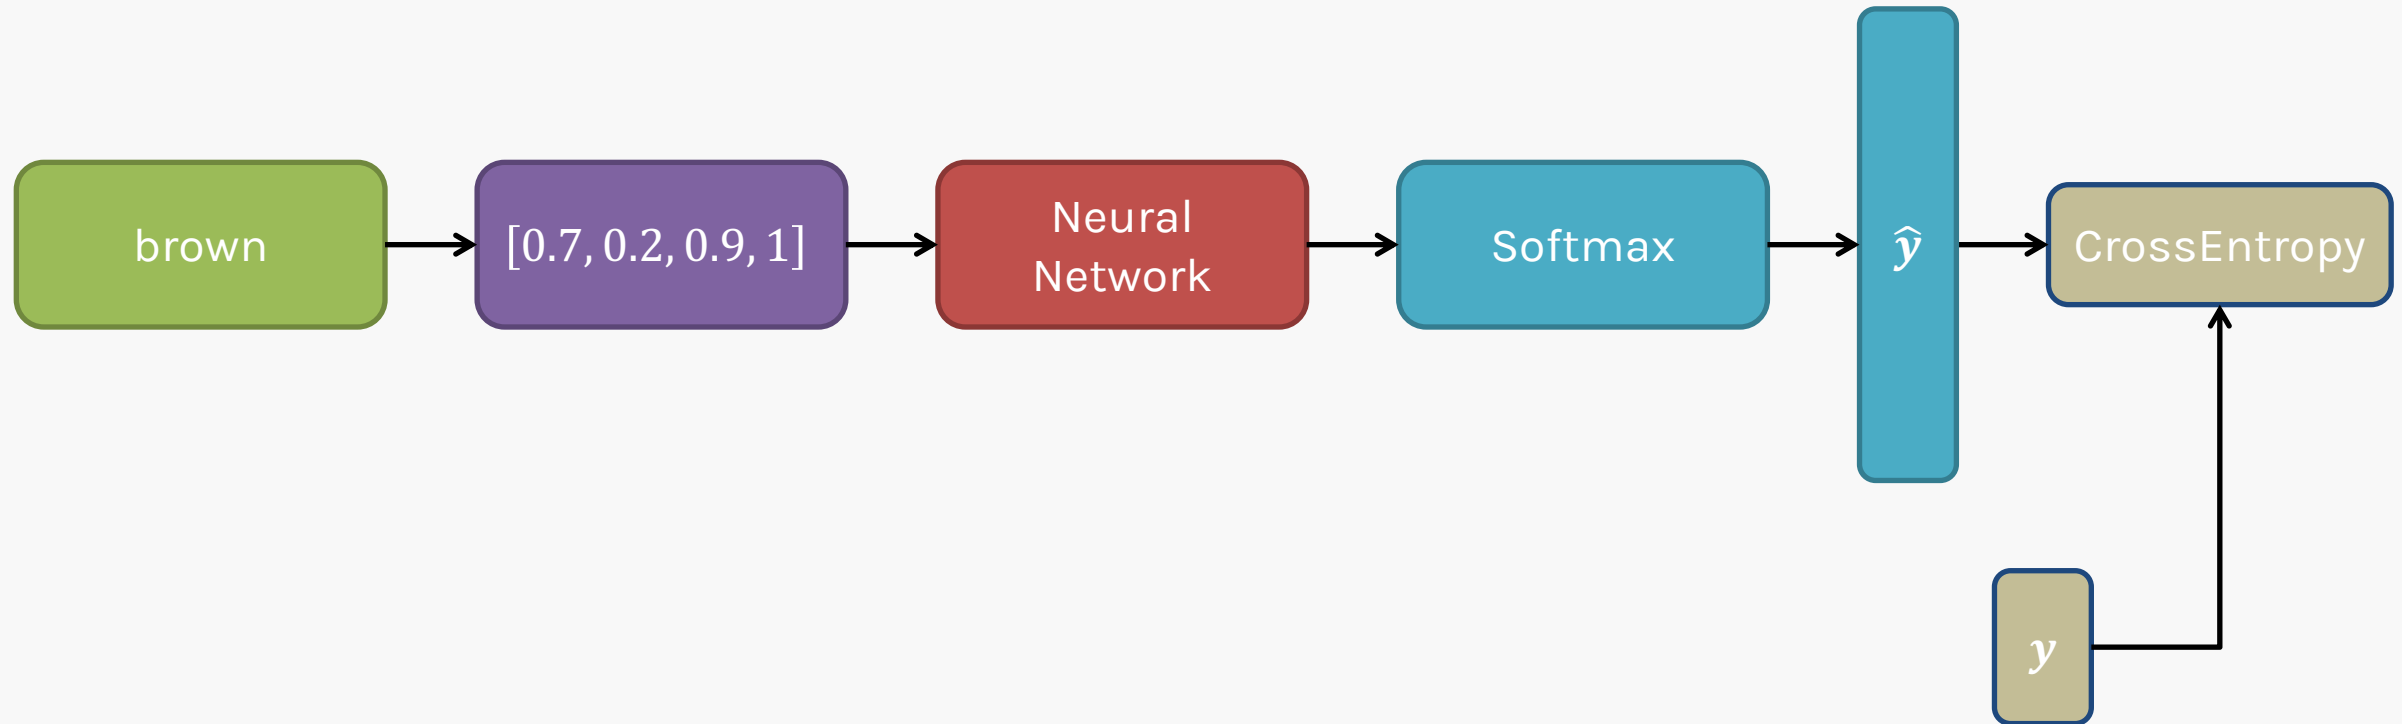 brown
[0.7, 0.2, 0.9, 1]
Neural
Network
Softmax
ŷ
CrossEntropy
y